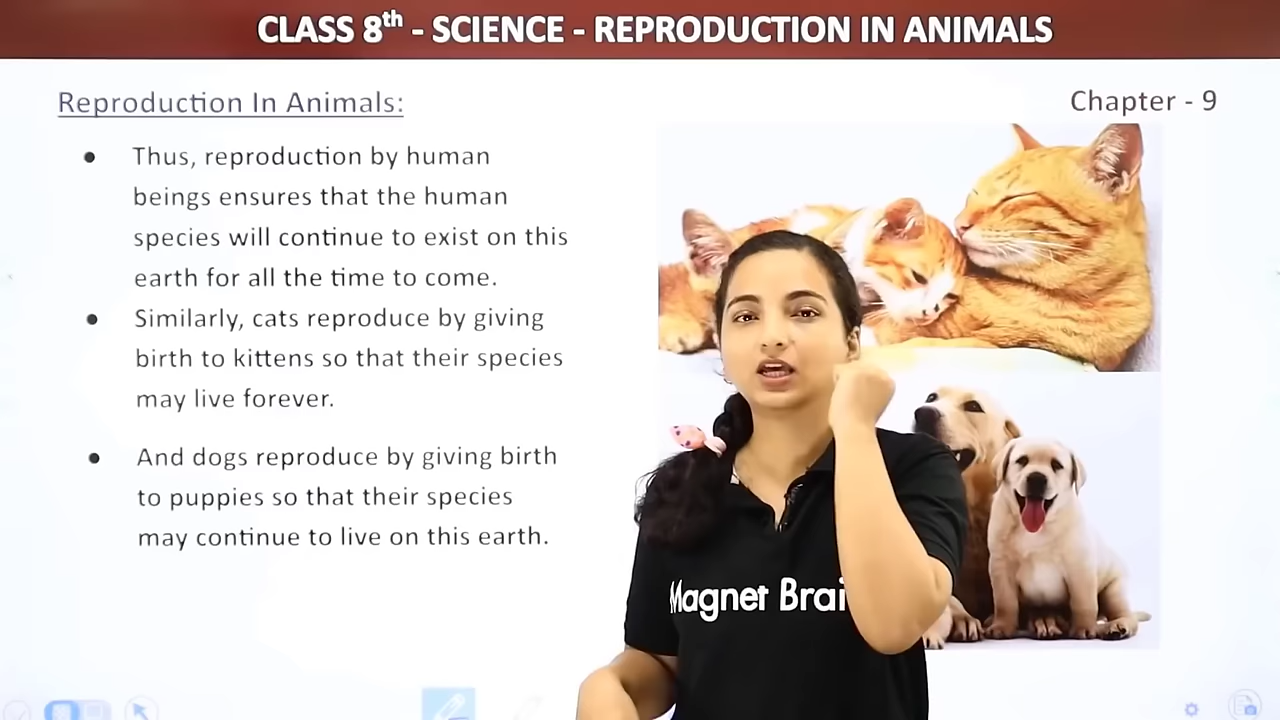 CLASS 8th - SCIENCE - REPRODUCTION IN ANIMALS
Reproduction In Animals:
Chapter - 9
• Thus, reproduction by human
beings ensures that the human
species will continue to exist on this
earth for all the time to come.
• Similarly, cats reproduce by giving
birth to kittens so that their species
may live forever.
• And dogs reproduce by giving birth
to puppies so that their species
may continue to live on this earth.
Magnet Brai